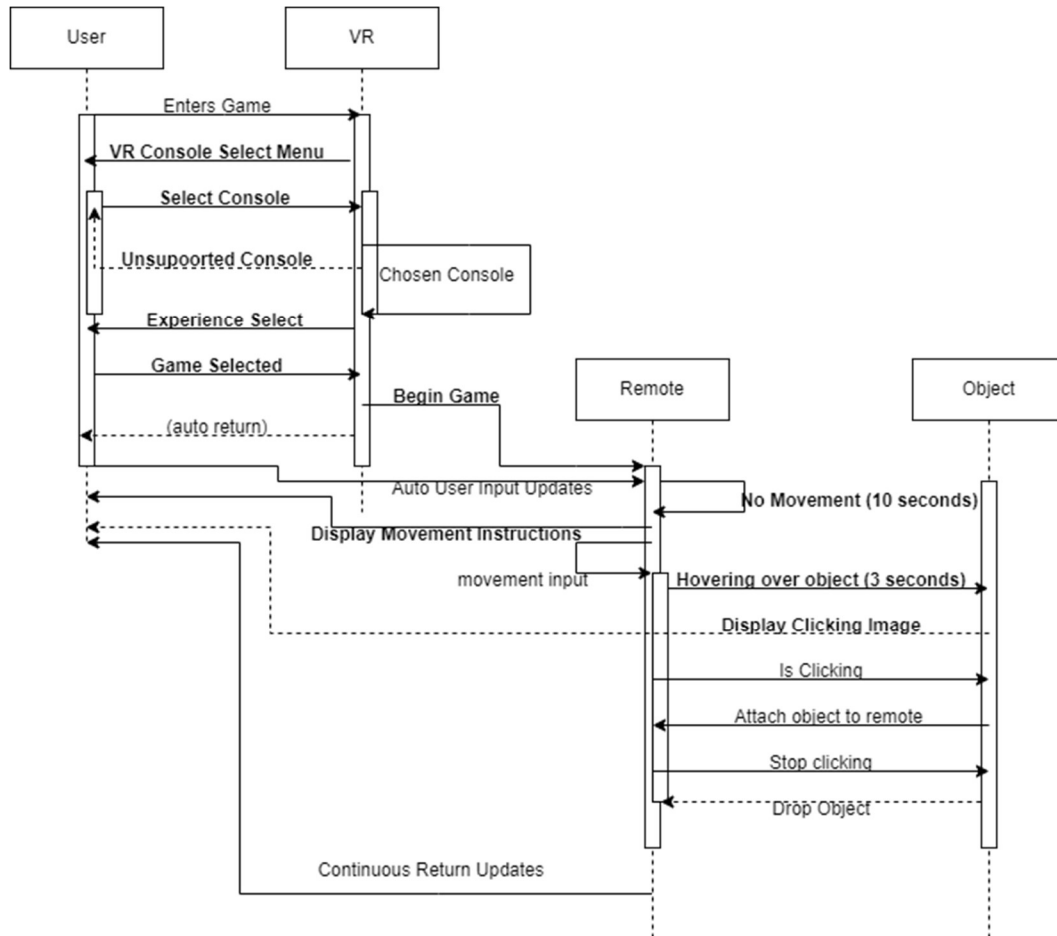 User
VR
Enters Game
VR Console Select Menu
Select Console
Unsupoorted Console
Chosen Console
Experience Select
Game Selected
Remote
Object
Begin Game
(auto return)
Auto User Input Updates
No Movement (10 seconds)
Display Movement Instructions
movement input
Hovering over object (3 seconds)
Display Clicking Image
Is Clicking
Attach object to remote
Stop clicking
Drop Object
Continuous Return Updates